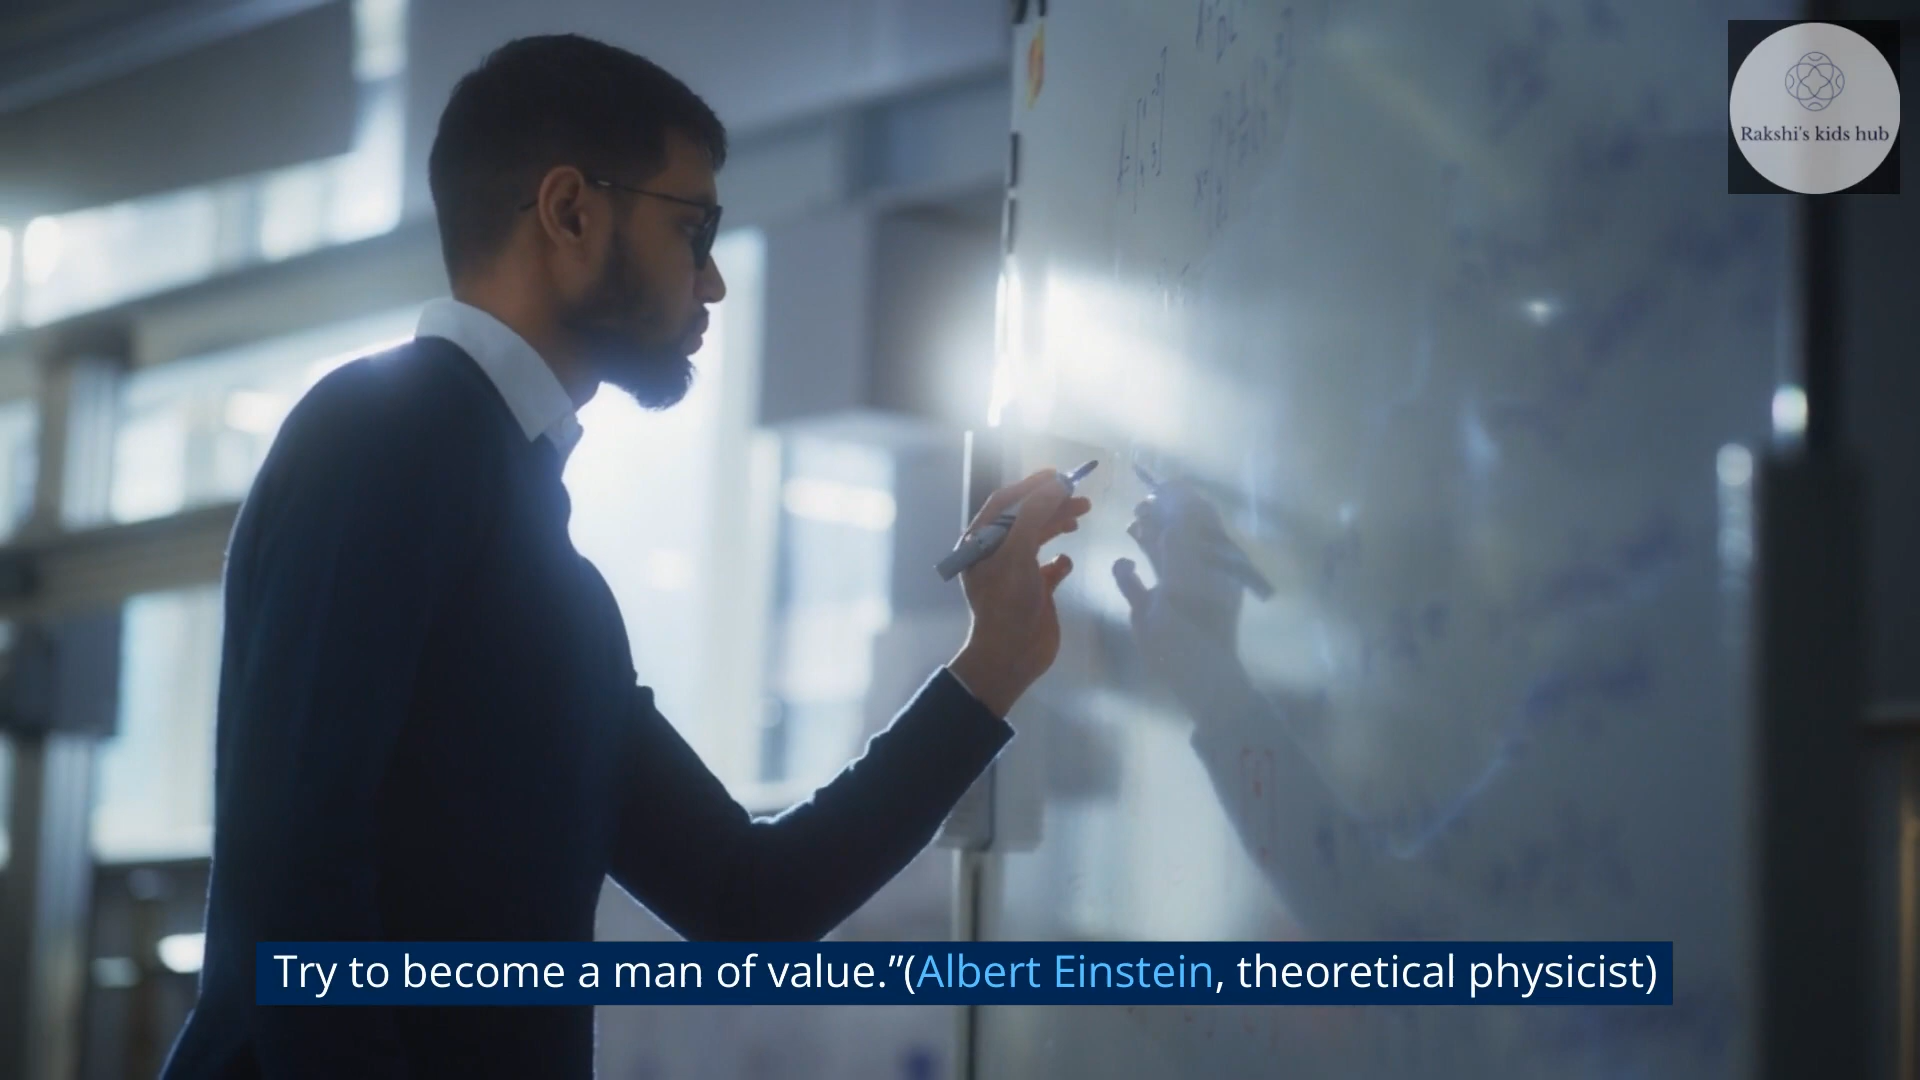 Rakshi's kids hub
Try to become a man of value.”(Albert Einstein, theoretical physicist)